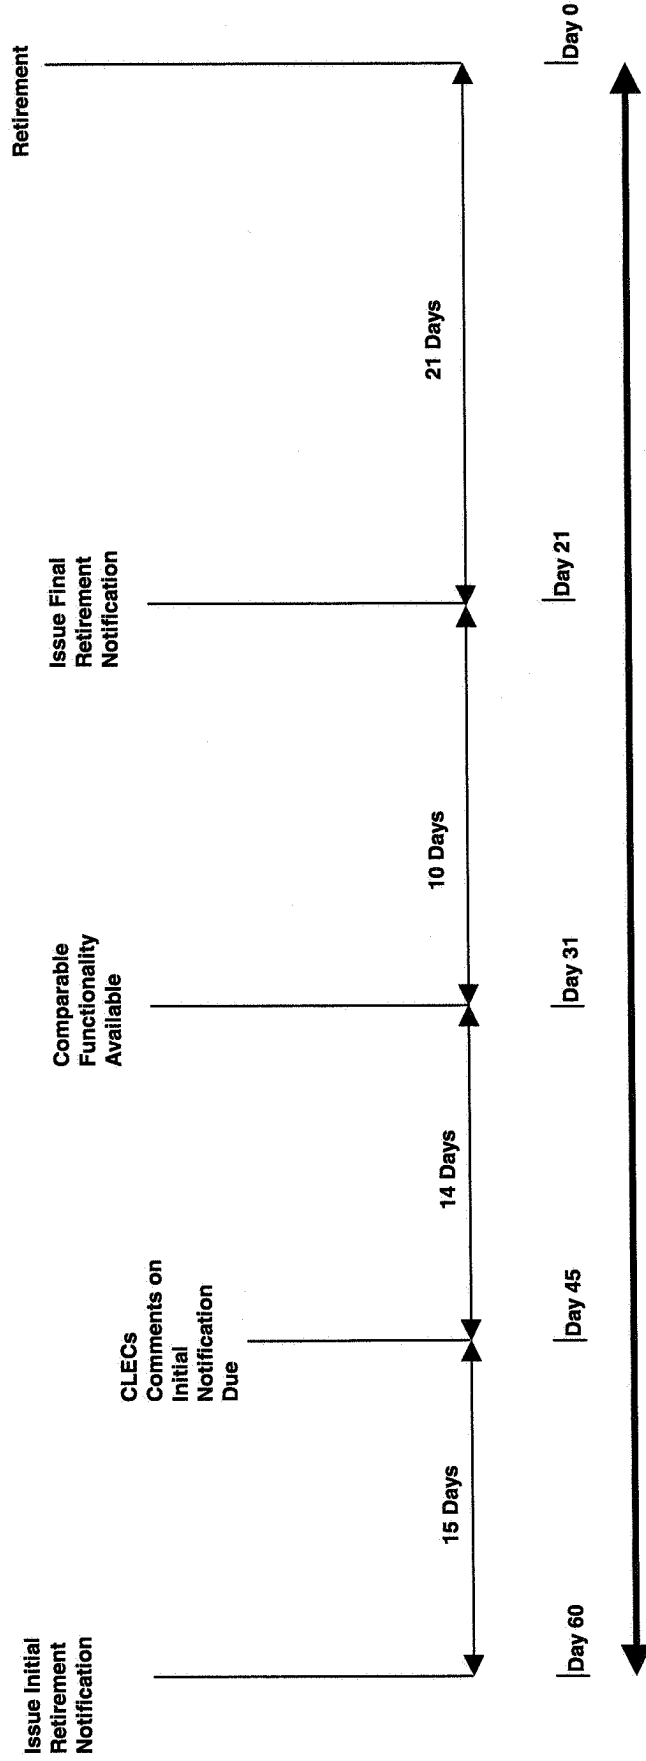 Issue Initial
Retirement
Notification
CLECs
Comments on
Initial
Notification
Due
Comparable
Functionality
Available
Issue Final
Retirement
Notification
Retirement
15 Days
14 Days
10 Days
21 Days
Day 60
Day 45
Day 31
Day 21
Day 0